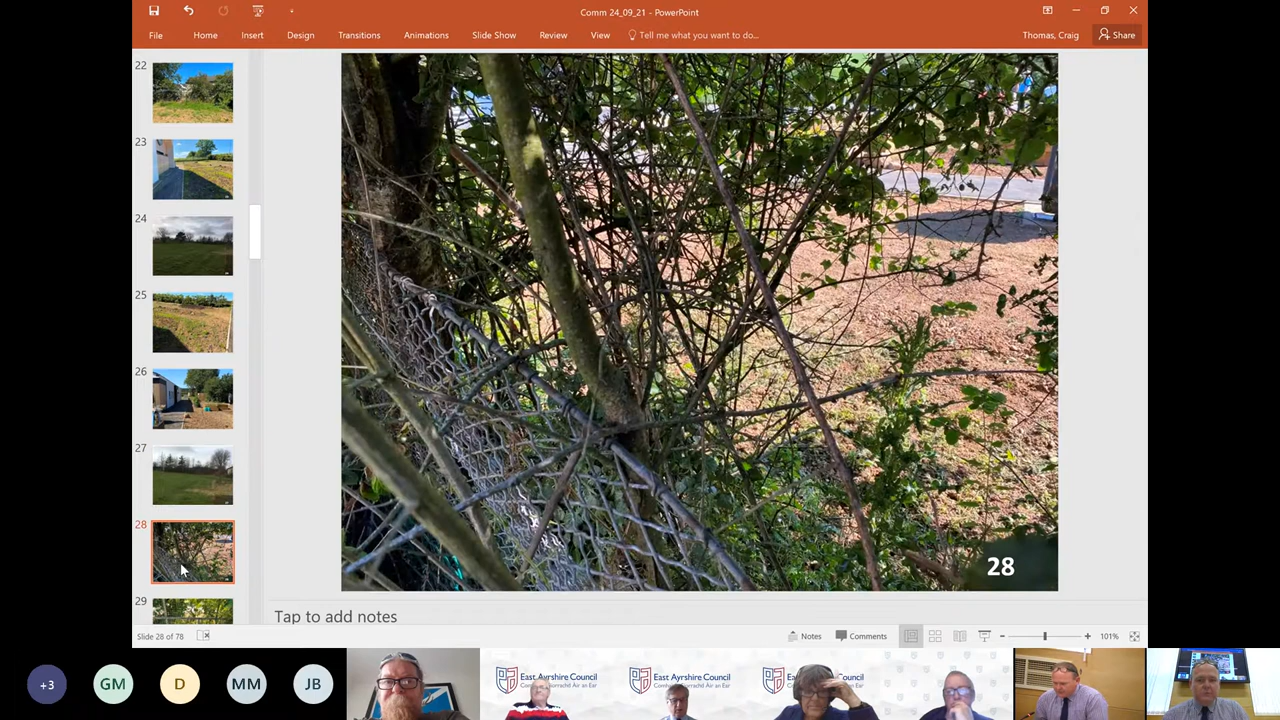 Comm 24_09_21 - PowerPoint
File Home Insert Design Transitions Animations Slide Show Review View Tell me what you want to do... Thomas, Craig Share
22
23
24
25
26
27
28
29
28
Tap to add notes
Slide 28 of 78 Notes Comments 101%
+3 GM D MM JB
East Ayrshire Council East Ayrshire Council East Ayrshire Council